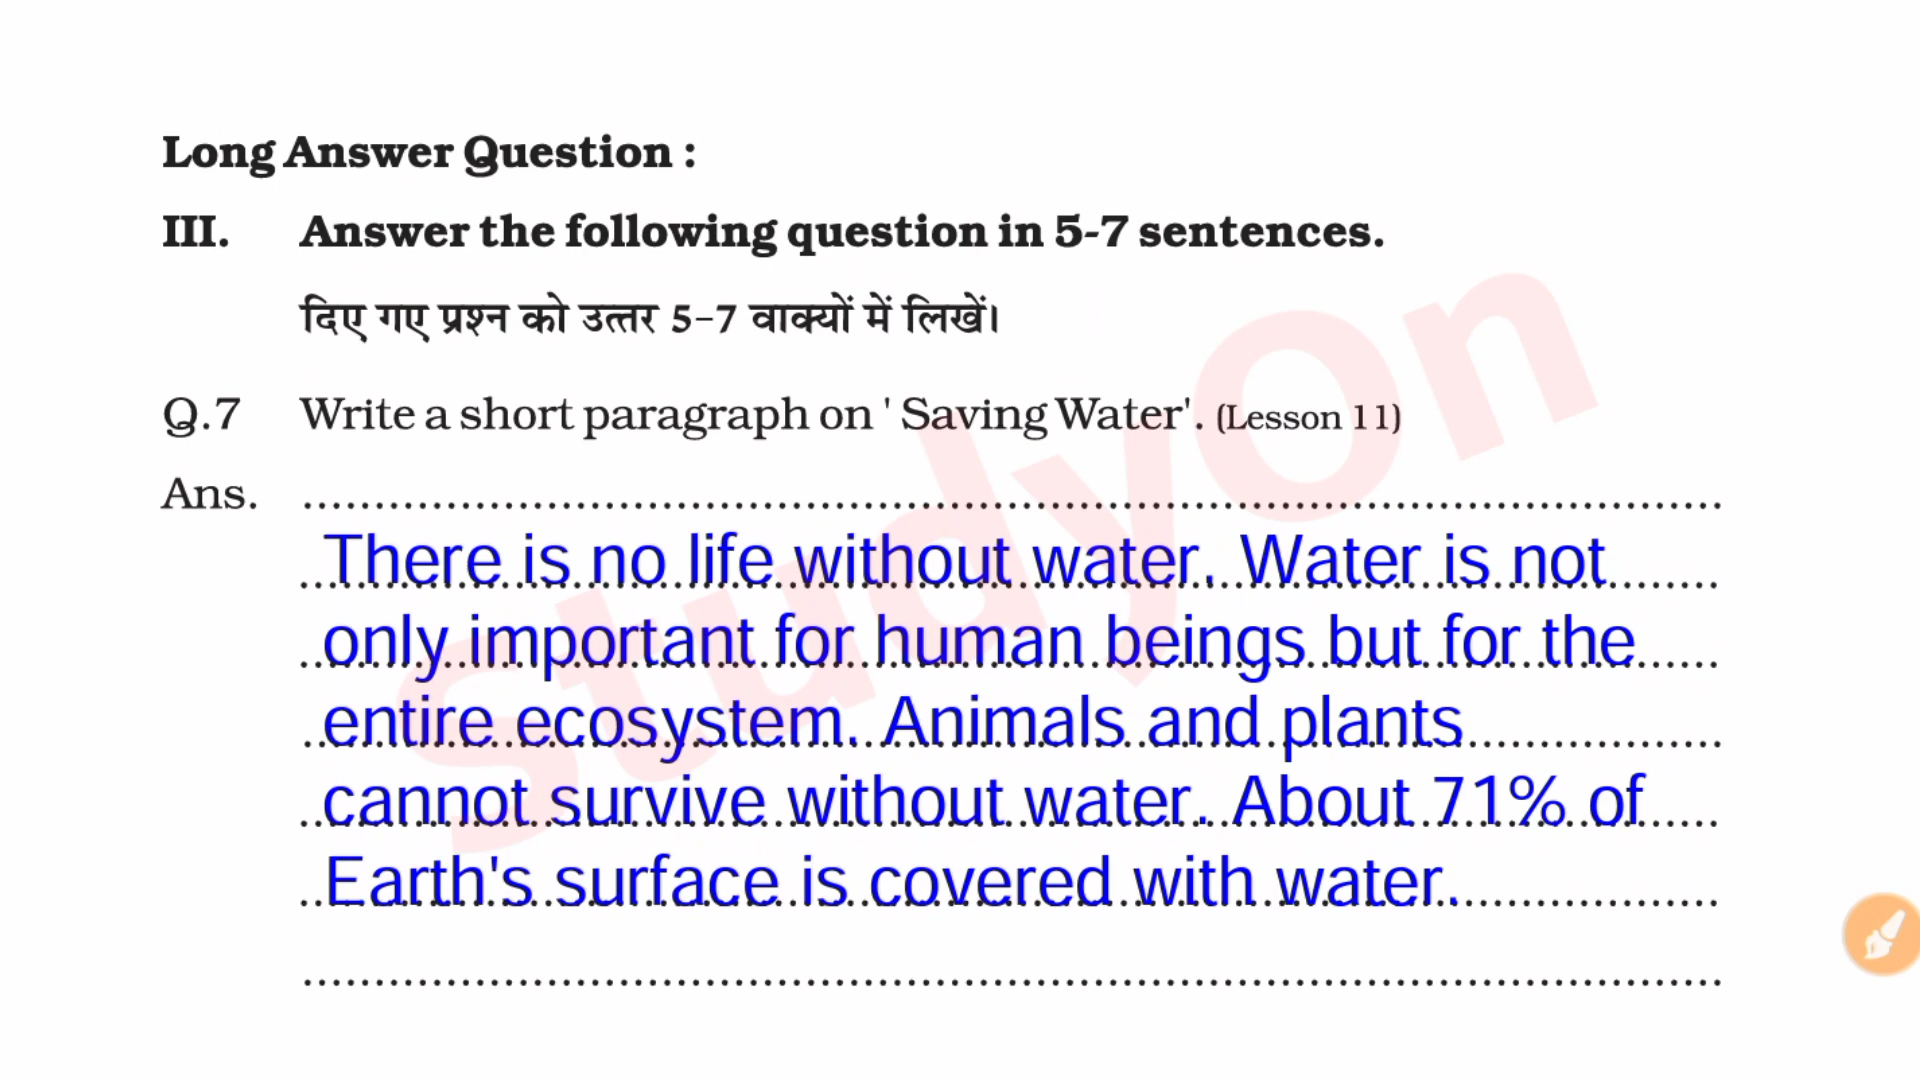 Long Answer Question :
III. Answer the following question in 5-7 sentences.
दिए गए प्रश्न को उत्तर 5-7 वाक्यों में लिखें।
Q.7 Write a short paragraph on ' Saving Water'. (Lesson 11)
Ans. ........................................................................
There is no life without water. Water is not
only important for human beings but for the
entire ecosystem. Animals and plants
cannot survive without water. About 71% of
Earth's surface is covered with water.
studyOn